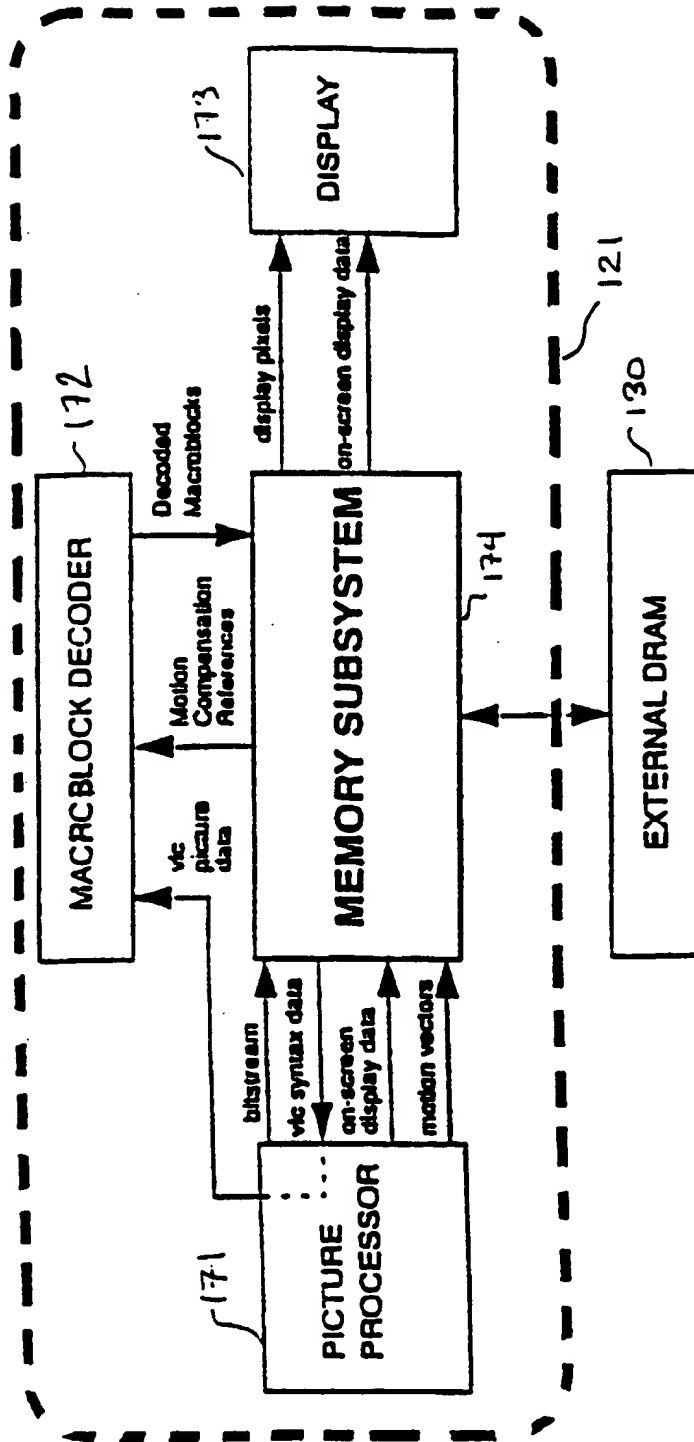 MACRCBLOCK DECODER
172
vlc
picture
data
Motion
Compensation
References
Decoded
Macroblocks
171
PICTURE
PROCESSOR
bitstream
vlc syntax data
on-screen
display data
motion vectors
MEMORY SUBSYSTEM
174
display pixels
on-screen display data
173
DISPLAY
121
130
EXTERNAL DRAM